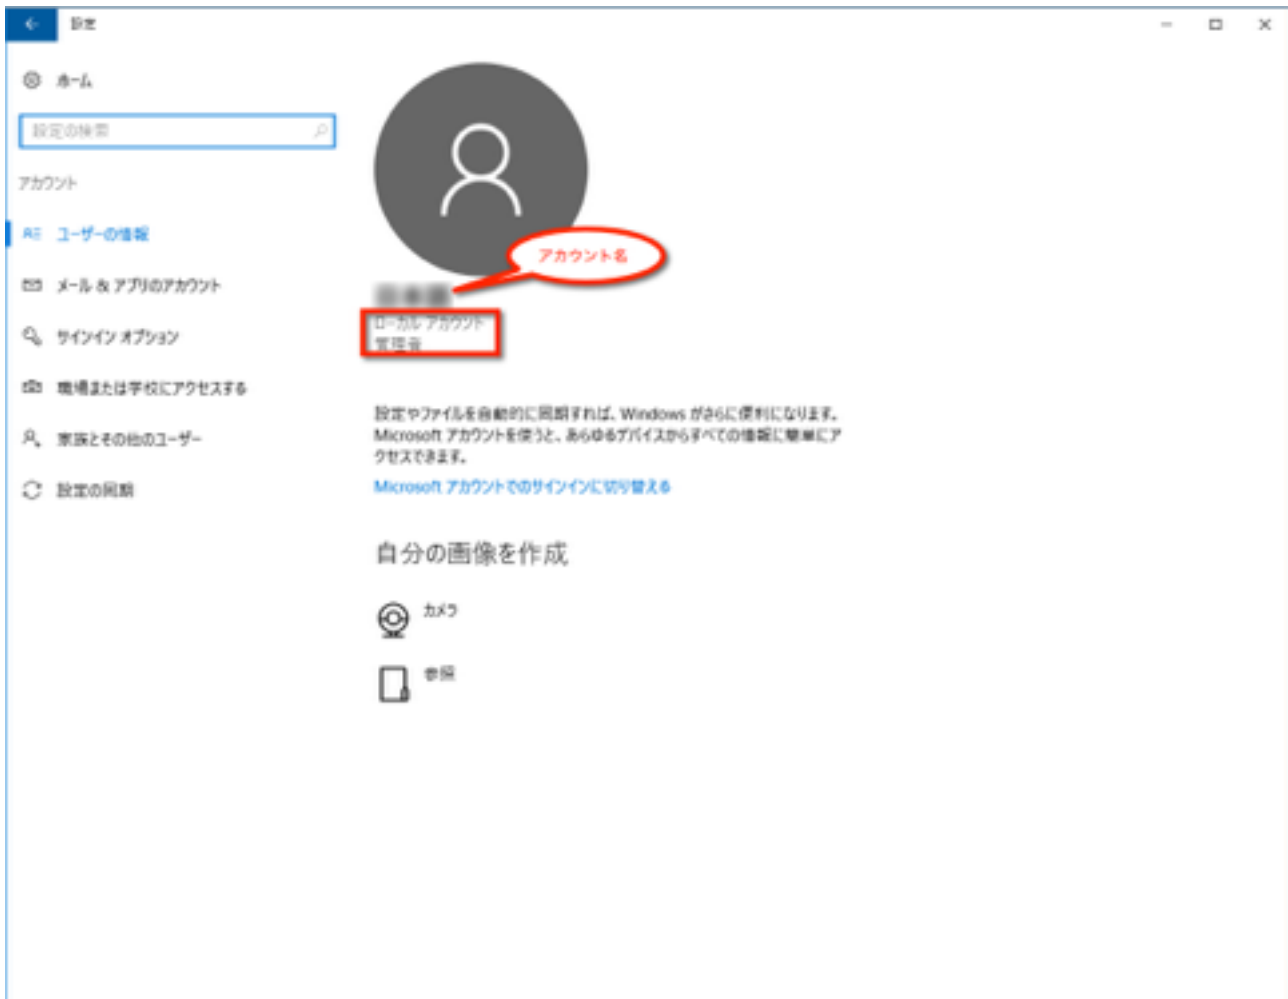 設定
ホーム
設定の検索
アカウント
ユーザーの情報
メール & アプリのアカウント
サインイン オプション
職場または学校にアクセスする
家族とその他のユーザー
設定の同期
アカウント名
ローカル アカウント
管理者
設定やファイルを自動的に同期すれば、Windows がさらに便利になります。
Microsoft アカウントを使うと、あらゆるデバイスからすべての情報に簡単にア
クセスできます。
Microsoft アカウントでのサインインに切り替える
自分の画像を作成
カメラ
参照